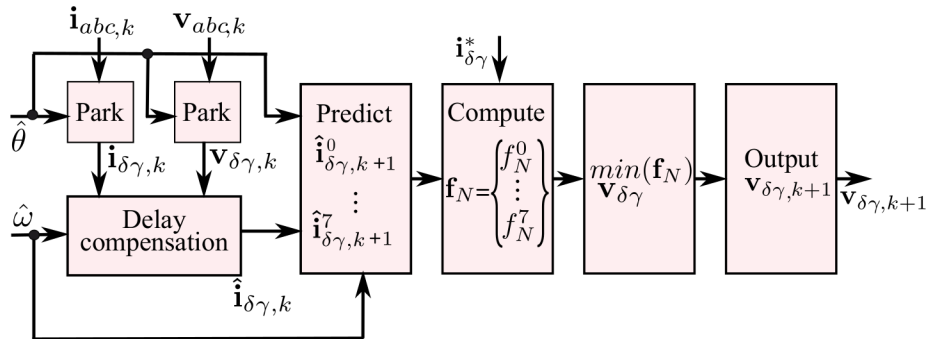 i_{abc,k}
v_{abc,k}
i*_{δγ}
Park
Park
θ̂
i_{δγ,k}
v_{δγ,k}
ω̂
Delay
compensation
î_{δγ,k}
Predict
î^0_{δγ,k+1}
⋮
î^7_{δγ,k+1}
Compute
f_N={f^0_N
⋮
f^7_N}
min(f_N)
v_{δγ}
Output
v_{δγ,k+1}
v_{δγ,k+1}